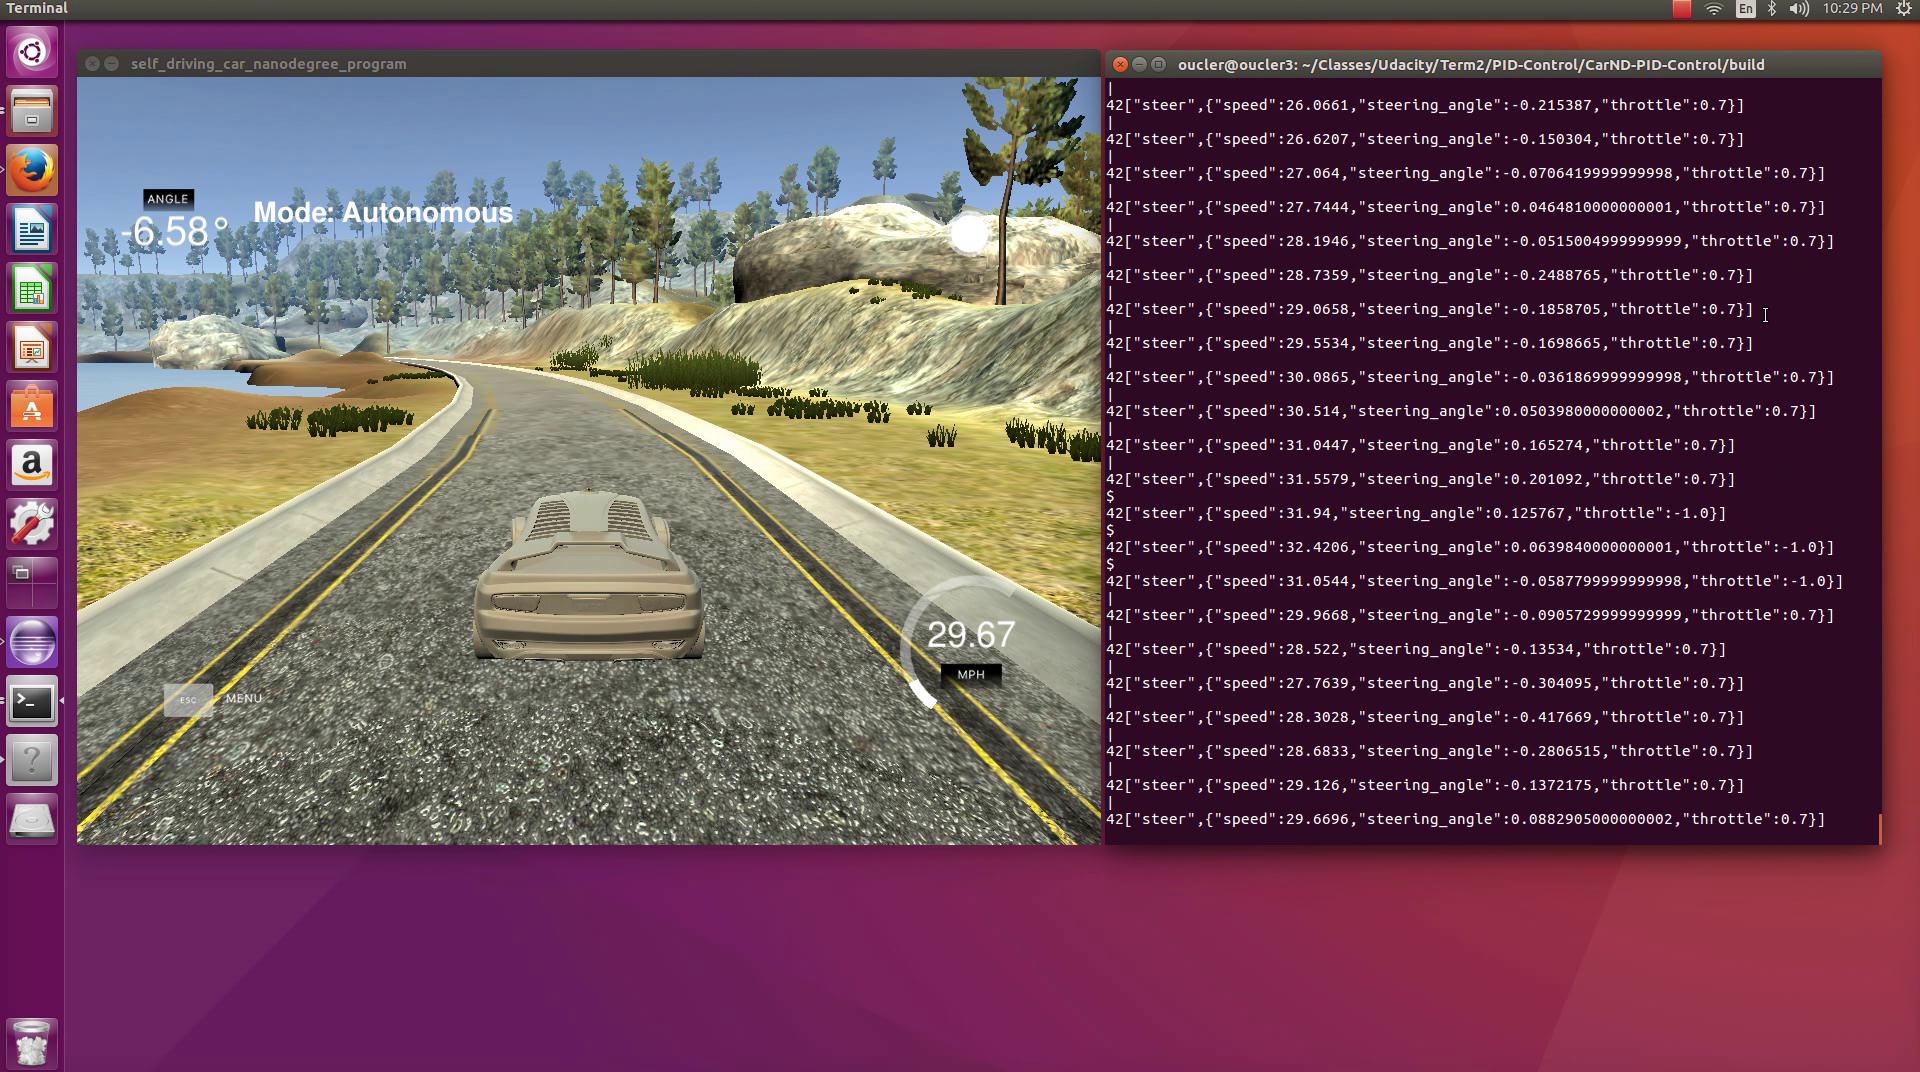 Terminal
En
10:29 PM
self_driving_car_nanodegree_program
ANGLE
-6.58°
Mode: Autonomous
29.67
MPH
ESC
MENU
oucler@oucler3: ~/Classes/Udacity/Term2/PID-Control/CarND-PID-Control/build
|
42["steer",{"speed":26.0661,"steering_angle":-0.215387,"throttle":0.7}]
|
42["steer",{"speed":26.6207,"steering_angle":-0.150304,"throttle":0.7}]
|
42["steer",{"speed":27.064,"steering_angle":-0.0706419999999998,"throttle":0.7}]
|
42["steer",{"speed":27.7444,"steering_angle":0.0464810000000001,"throttle":0.7}]
|
42["steer",{"speed":28.1946,"steering_angle":-0.0515004999999999,"throttle":0.7}]
|
42["steer",{"speed":28.7359,"steering_angle":-0.2488765,"throttle":0.7}]
|
42["steer",{"speed":29.0658,"steering_angle":-0.1858705,"throttle":0.7}]
|
42["steer",{"speed":29.5534,"steering_angle":-0.1698665,"throttle":0.7}]
|
42["steer",{"speed":30.0865,"steering_angle":-0.0361869999999998,"throttle":0.7}]
|
42["steer",{"speed":30.514,"steering_angle":0.0503980000000002,"throttle":0.7}]
|
42["steer",{"speed":31.0447,"steering_angle":0.165274,"throttle":0.7}]
|
42["steer",{"speed":31.5579,"steering_angle":0.201092,"throttle":0.7}]
$
42["steer",{"speed":31.94,"steering_angle":0.125767,"throttle":-1.0}]
$
42["steer",{"speed":32.4206,"steering_angle":0.0639840000000001,"throttle":-1.0}]
$
42["steer",{"speed":31.0544,"steering_angle":-0.0587799999999998,"throttle":-1.0}]
|
42["steer",{"speed":29.9668,"steering_angle":-0.0905729999999999,"throttle":0.7}]
|
42["steer",{"speed":28.522,"steering_angle":-0.13534,"throttle":0.7}]
|
42["steer",{"speed":27.7639,"steering_angle":-0.304095,"throttle":0.7}]
|
42["steer",{"speed":28.3028,"steering_angle":-0.417669,"throttle":0.7}]
|
42["steer",{"speed":28.6833,"steering_angle":-0.2806515,"throttle":0.7}]
|
42["steer",{"speed":29.126,"steering_angle":-0.1372175,"throttle":0.7}]
|
42["steer",{"speed":29.6696,"steering_angle":0.0882905000000002,"throttle":0.7}]